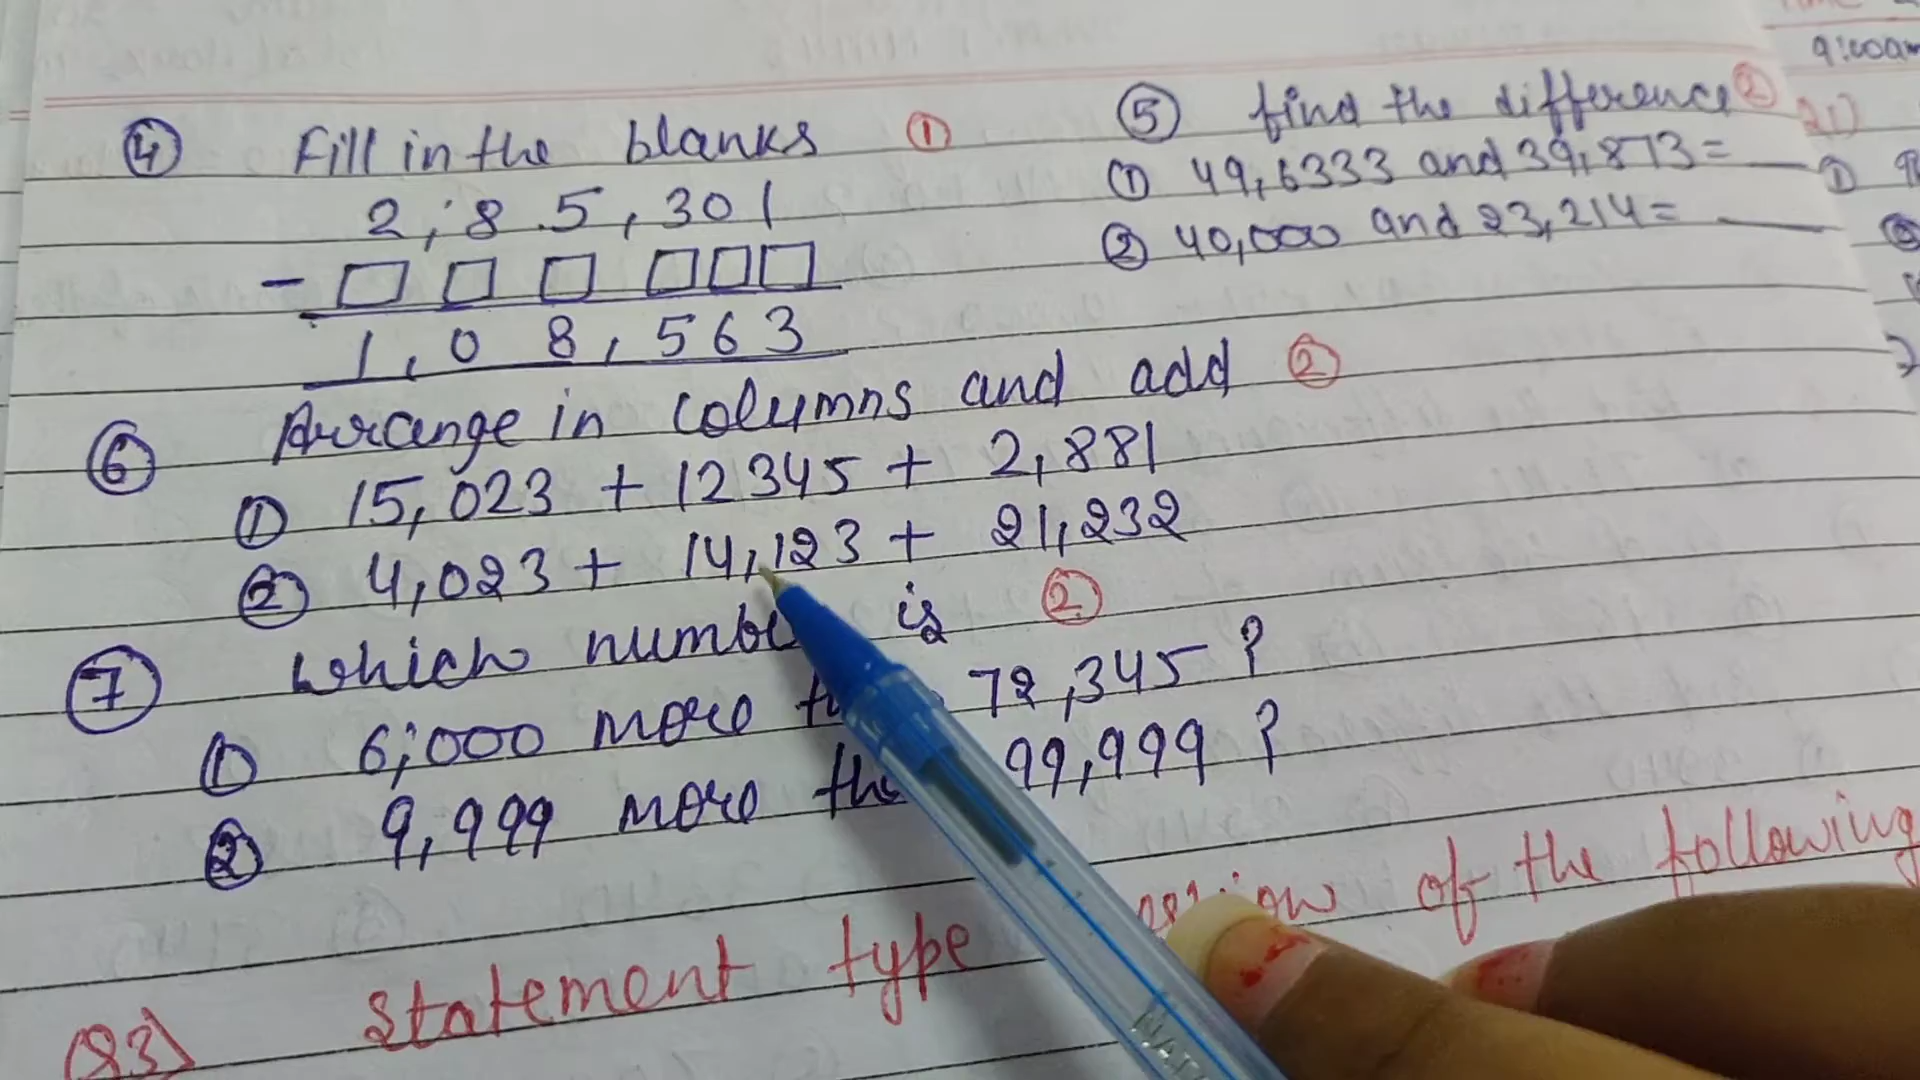 ④ Fill in the blanks ①
2,85,301
- □ □ □ □ □ □
1,08,563
⑤ find the difference ②
① 49,6333 and 39,873 =
② 40,000 and 23,214 =
⑥ Arrange in columns and add ②
① 15,023 + 12345 + 2,881
② 4,023 + 14,123 + 21,232
⑦ which number is ②
① 6,000 more 72,345 ?
② 9,999 more 99,999 ?
Q3) statement type of the following
9:00am